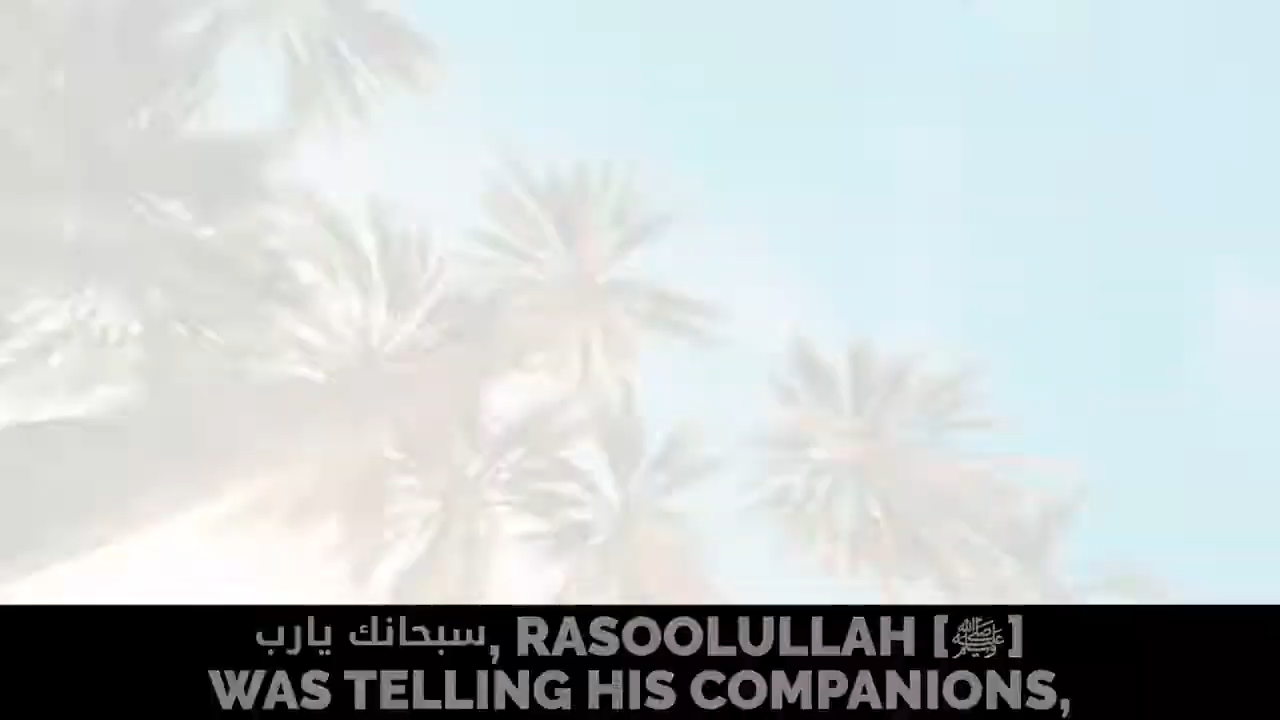 سبحانك يارب, RASOOLULLAH [ﷺ]
WAS TELLING HIS COMPANIONS,